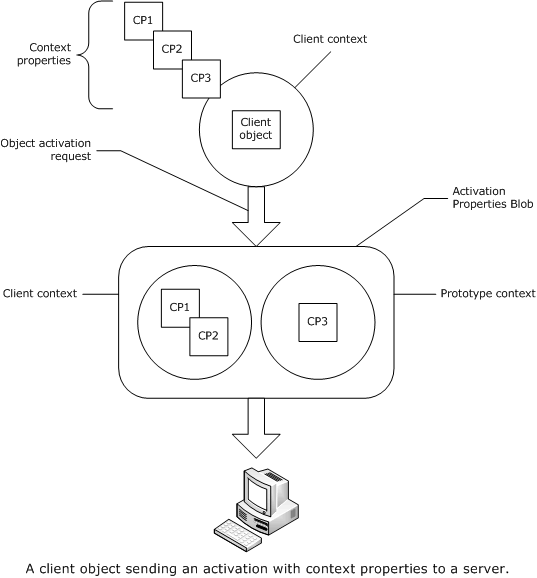 CP1
Context
properties
CP2
CP3
Client context
Client
object
Object activation
request
Activation
Properties Blob
Client context
Prototype context
CP1
CP2
CP3
A client object sending an activation with context properties to a server.